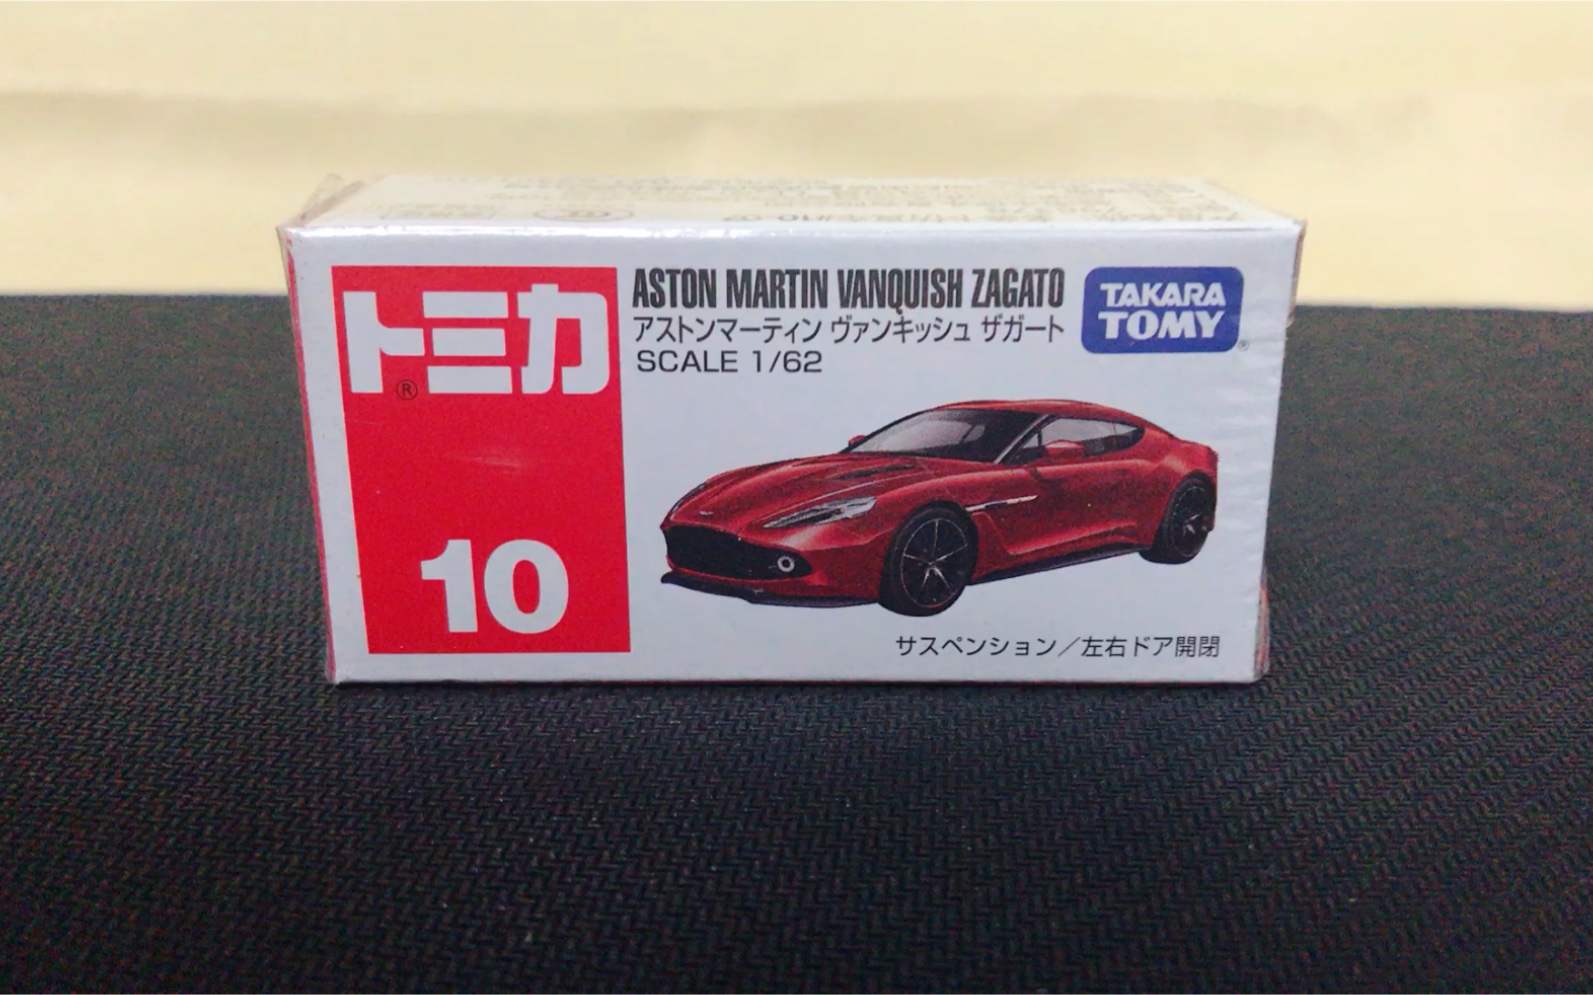 トミカ
®
10
ASTON MARTIN VANQUISH ZAGATO
アストンマーティン ヴァンキッシュ ザガート
SCALE 1/62
TAKARA
TOMY
®
サスペンション／左右ドア開閉